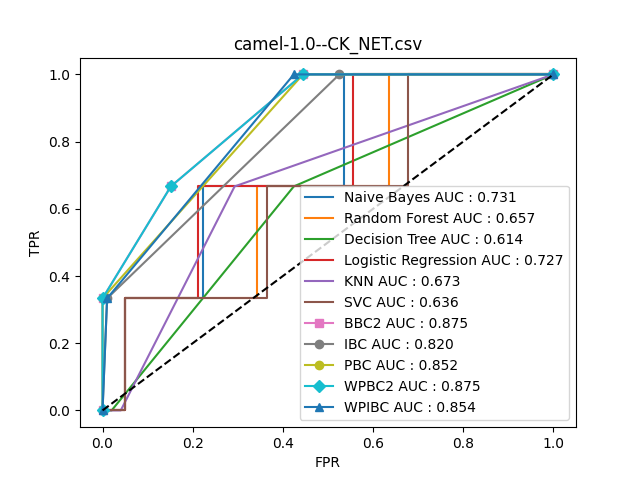 camel-1.0--CK_NET.csv
TPR
1.0
0.8
0.6
0.4
0.2
0.0
Naive Bayes AUC : 0.731
Random Forest AUC : 0.657
Decision Tree AUC : 0.614
Logistic Regression AUC : 0.727
KNN AUC : 0.673
SVC AUC : 0.636
BBC2 AUC : 0.875
IBC AUC : 0.820
PBC AUC : 0.852
WPBC2 AUC : 0.875
WPIBC AUC : 0.854
0.0 0.2 0.4 0.6 0.8 1.0
FPR